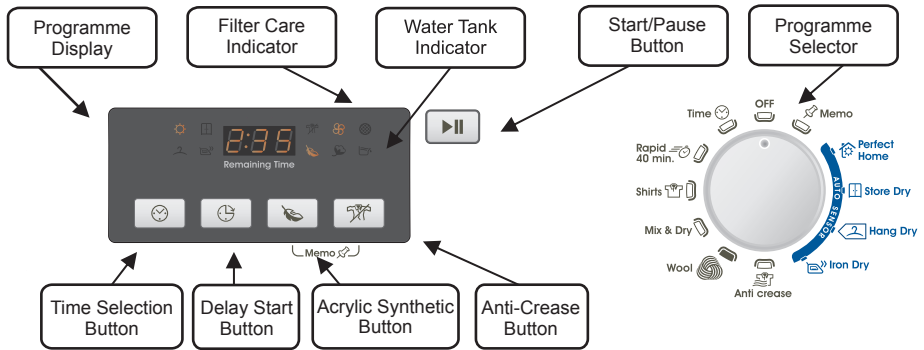 Programme
Display
Filter Care
Indicator
Water Tank
Indicator
Start/Pause
Button
Programme
Selector
2:35
Remaining Time
Memo
Time Selection
Button
Delay Start
Button
Acrylic Synthetic
Button
Anti-Crease
Button
OFF
Time
Memo
Rapid
40 min.
Perfect
Home
Shirts
Store Dry
Mix & Dry
Hang Dry
Wool
Iron Dry
Anti crease
AUTO SENSOR